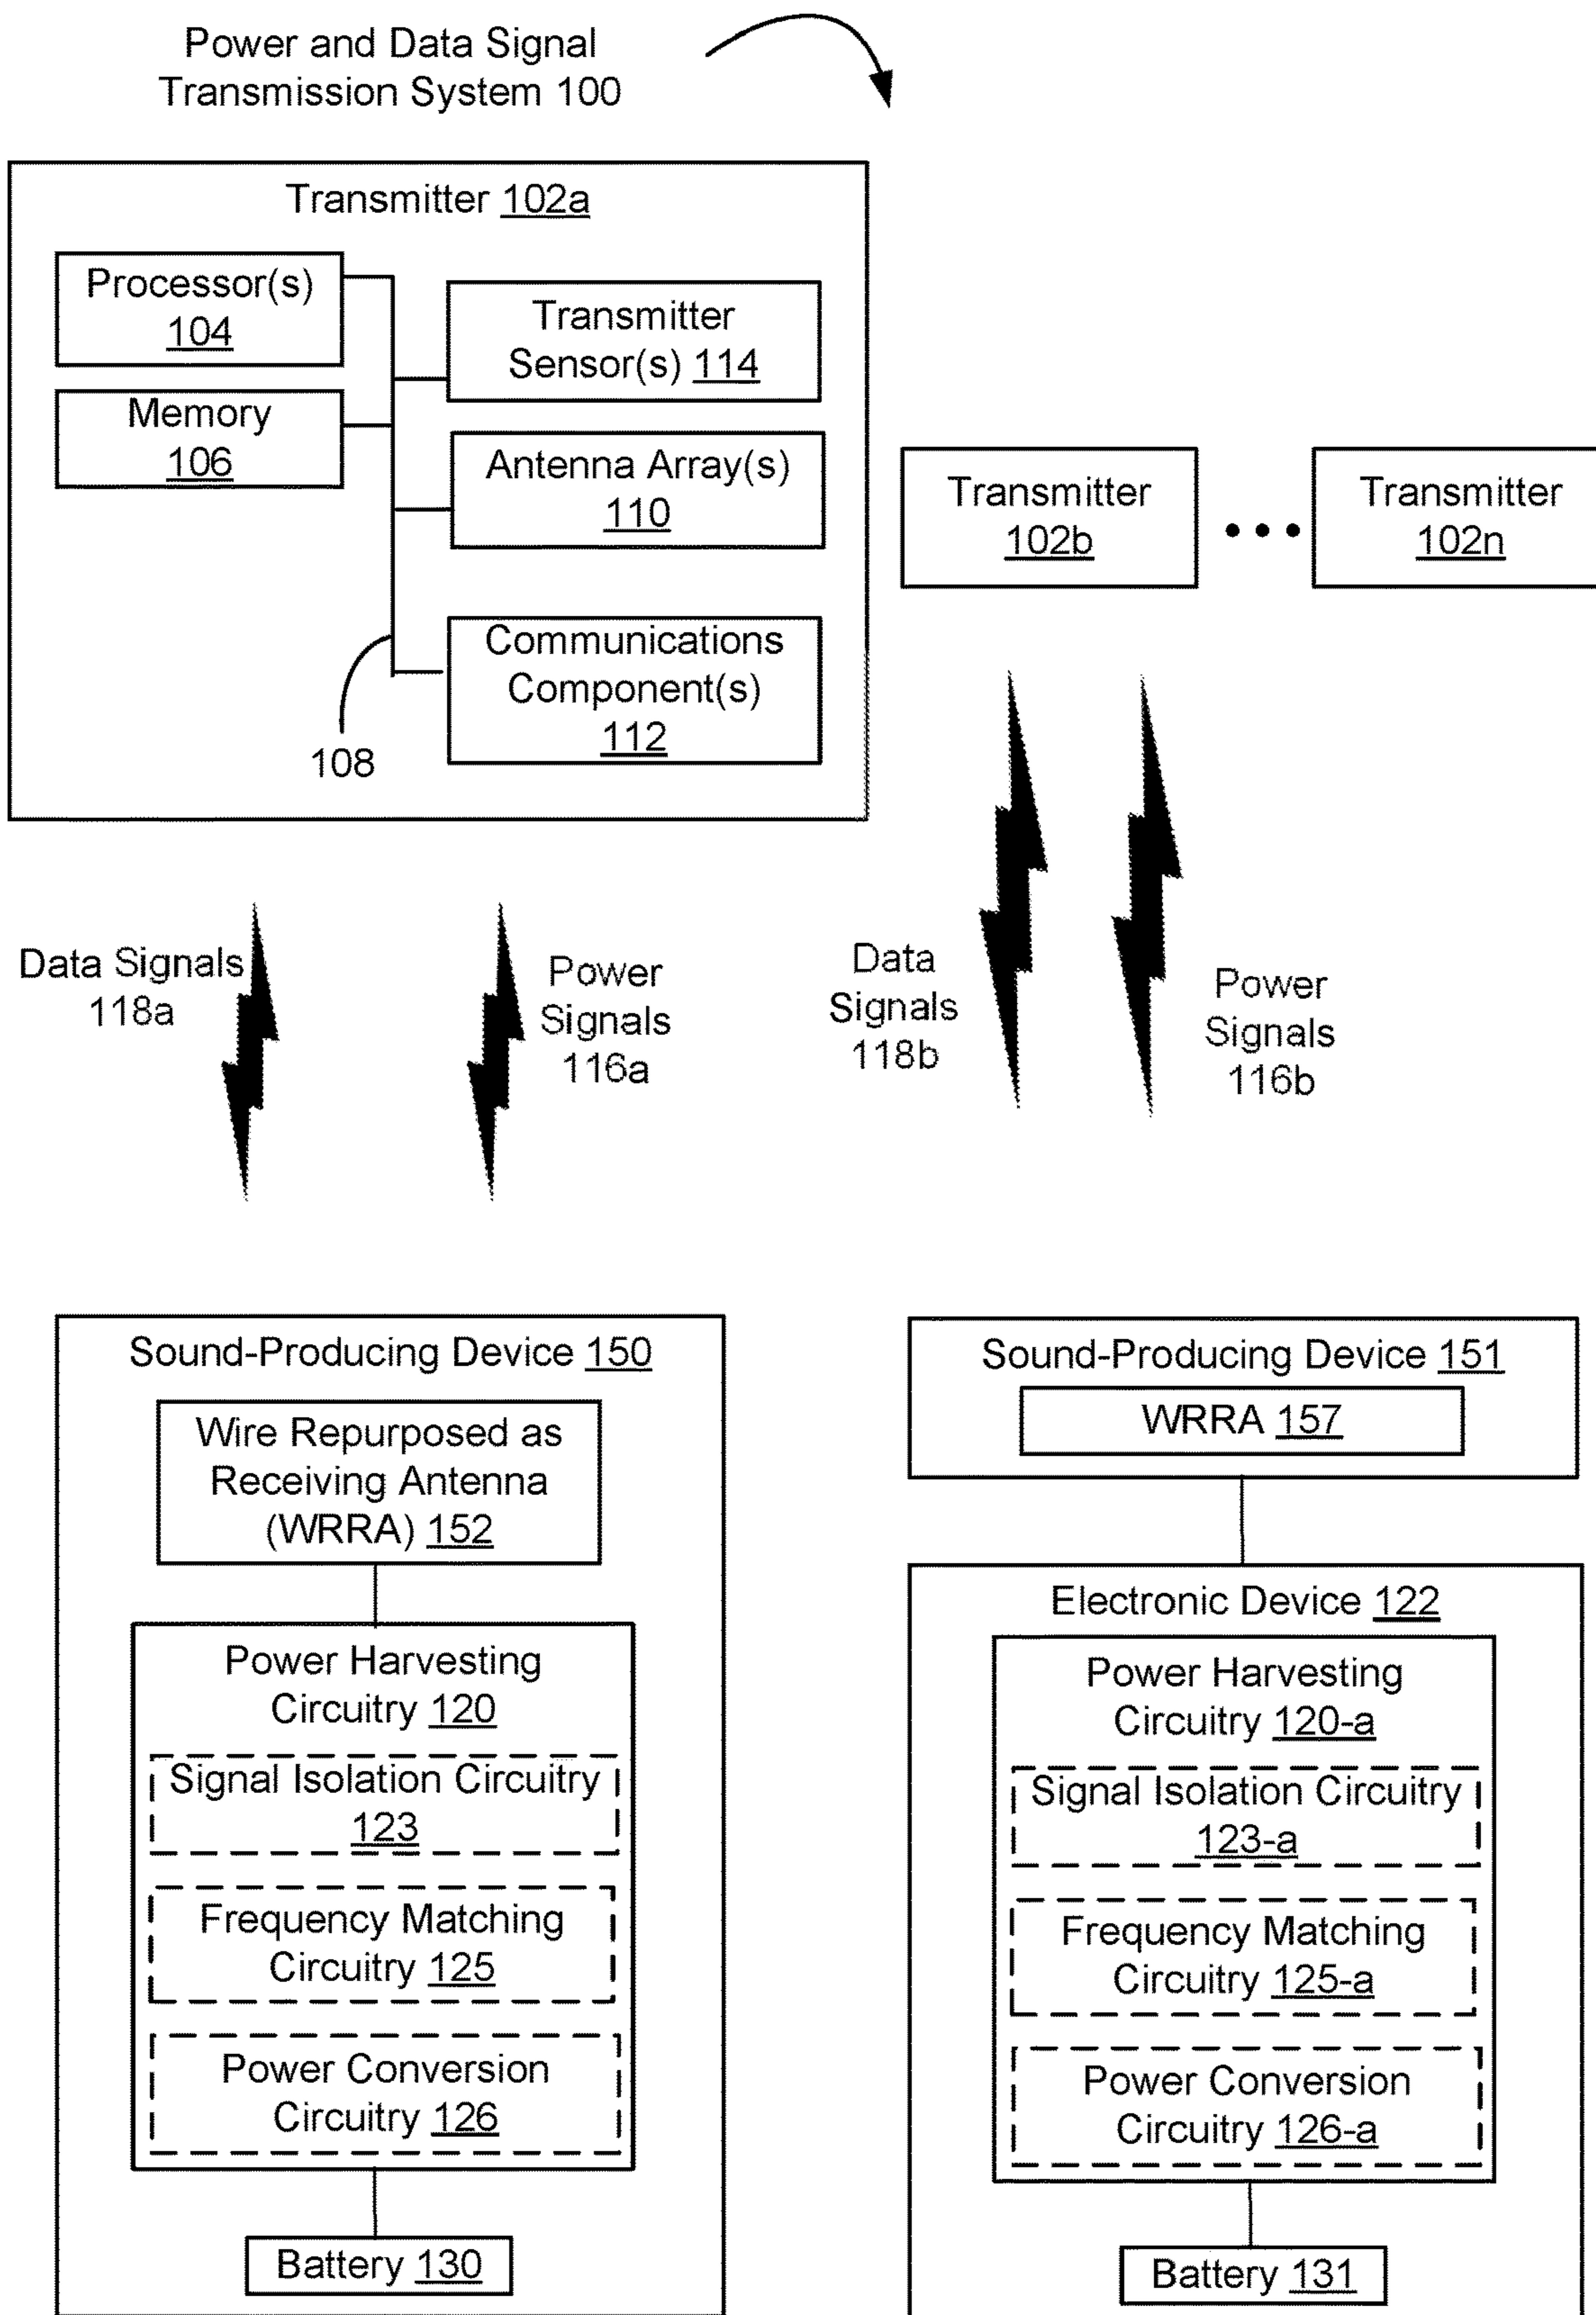 Power and Data Signal
Transmission System 100
Transmitter 102a
Processor(s)
104
Memory
106
Transmitter
Sensor(s) 114
Antenna Array(s)
110
Communications
Component(s)
112
108
Transmitter
102b
Transmitter
102n
Data Signals
118a
Power
Signals
116a
Data
Signals
118b
Power
Signals
116b
Sound-Producing Device 150
Wire Repurposed as
Receiving Antenna
(WRRA) 152
Power Harvesting
Circuitry 120
Signal Isolation Circuitry
123
Frequency Matching
Circuitry 125
Power Conversion
Circuitry 126
Battery 130
Sound-Producing Device 151
WRRA 157
Electronic Device 122
Power Harvesting
Circuitry 120-a
Signal Isolation Circuitry
123-a
Frequency Matching
Circuitry 125-a
Power Conversion
Circuitry 126-a
Battery 131